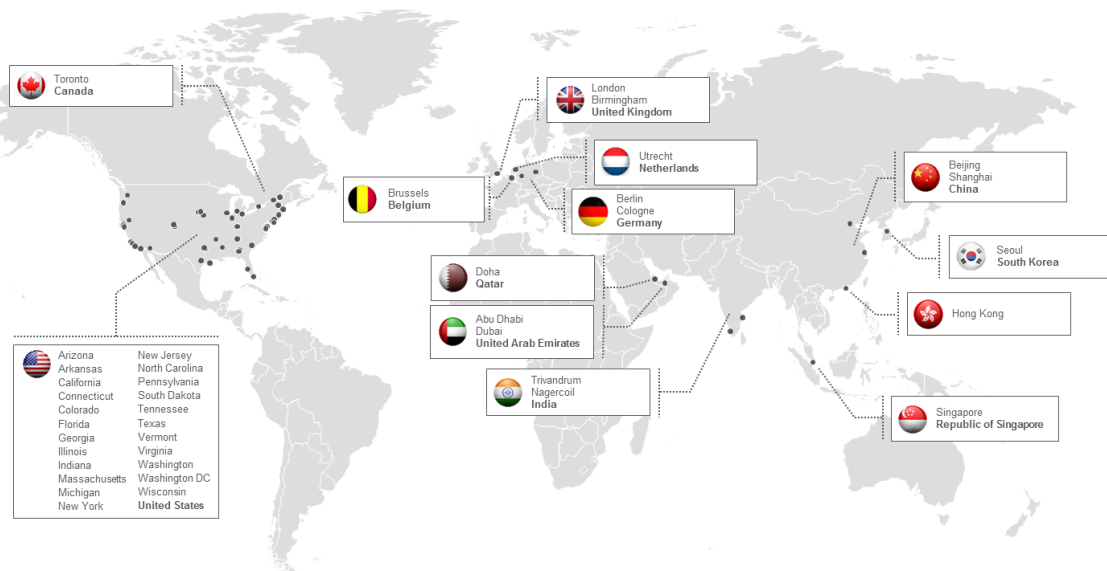 Toronto
Canada
London
Birmingham
United Kingdom
Utrecht
Netherlands
Brussels
Belgium
Berlin
Cologne
Germany
Beijing
Shanghai
China
Seoul
South Korea
Doha
Qatar
Hong Kong
Abu Dhabi
Dubai
United Arab Emirates
Trivandrum
Nagercoil
India
Singapore
Republic of Singapore
Arizona
Arkansas
California
Connecticut
Colorado
Florida
Georgia
Illinois
Indiana
Massachusetts
Michigan
New York
New Jersey
North Carolina
Pennsylvania
South Dakota
Tennessee
Texas
Vermont
Virginia
Washington
Washington DC
Wisconsin
United States